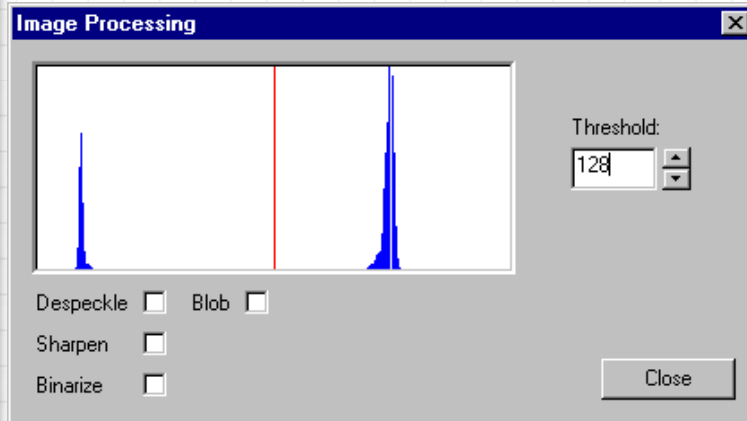 Image Processing
Threshold:
128
Despeckle Blob
Sharpen
Binarize
Close